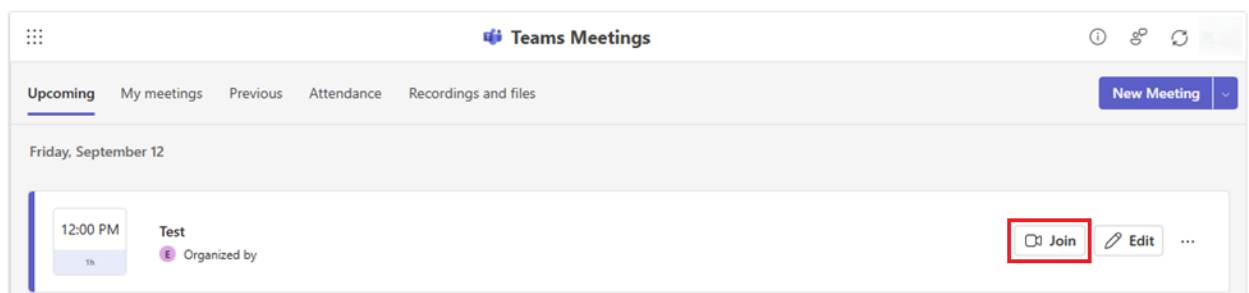 Teams Meetings
Upcoming My meetings Previous Attendance Recordings and files New Meeting
Friday, September 12
12:00 PM
1h
Test
E Organized by
Join Edit ...